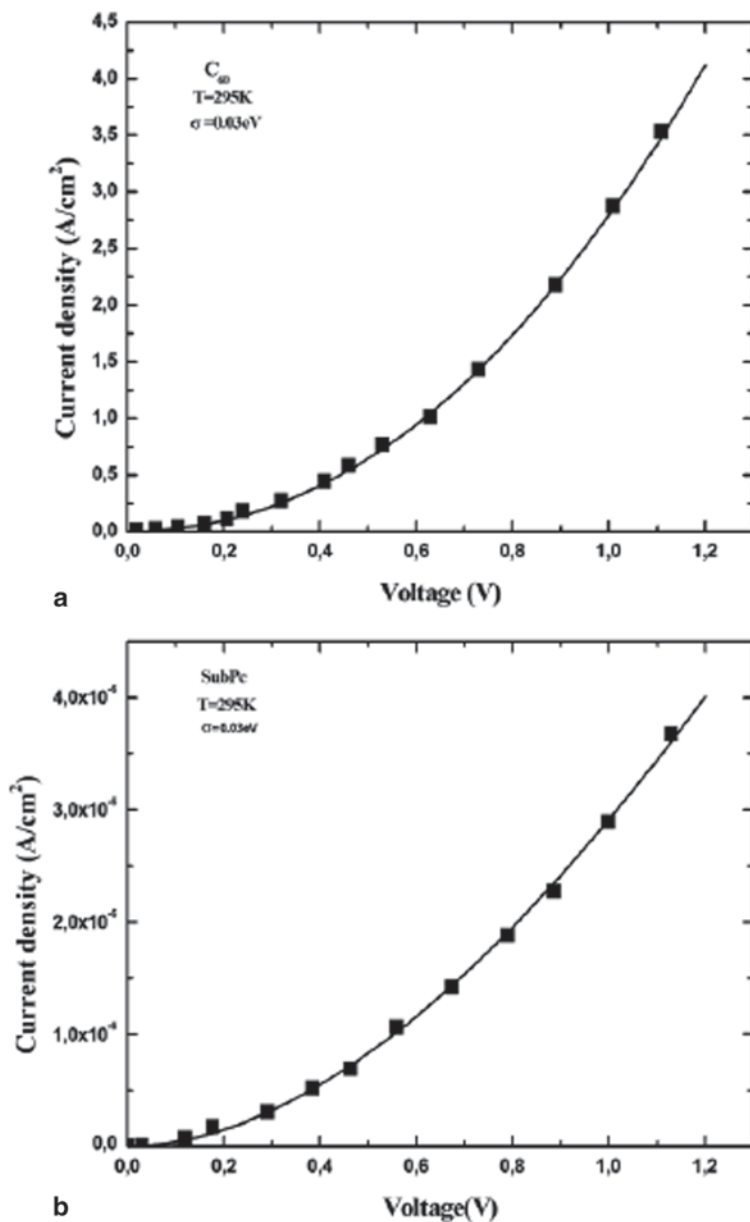 4,5
4,0
3,5
3,0
2,5
2,0
1,5
1,0
0,5
0,0
Current density (A/cm²)
C₆₀
T=295K
σ=0.03eV
0,0 0,2 0,4 0,6 0,8 1,0 1,2
Voltage (V)
a
Current density (A/cm²)
SubPc
T=295K
σ=0.03eV
0,0
0,0 0,2 0,4 0,6 0,8 1,0 1,2
Voltage(V)
b